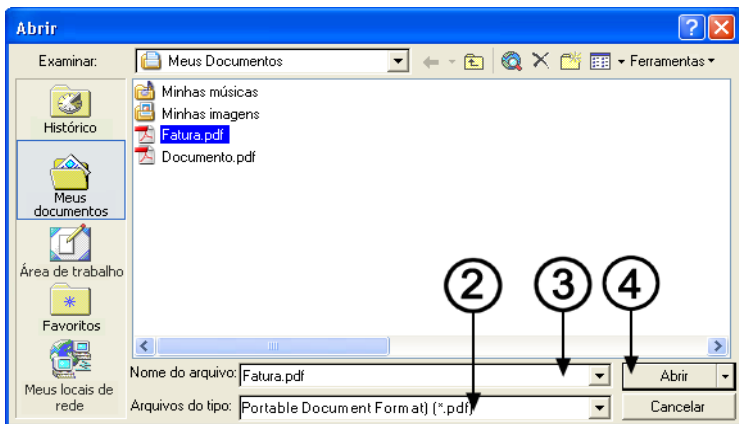 Abrir
Examinar:
Meus Documentos
Ferramentas
Histórico
Meus
documentos
Área de trabalho
Favoritos
Meus locais de
rede
Minhas músicas
Minhas imagens
Fatura.pdf
Documento.pdf
2
3
4
Nome do arquivo:
Fatura.pdf
Abrir
Arquivos do tipo:
Portable Document Format) (*.pdf)
Cancelar